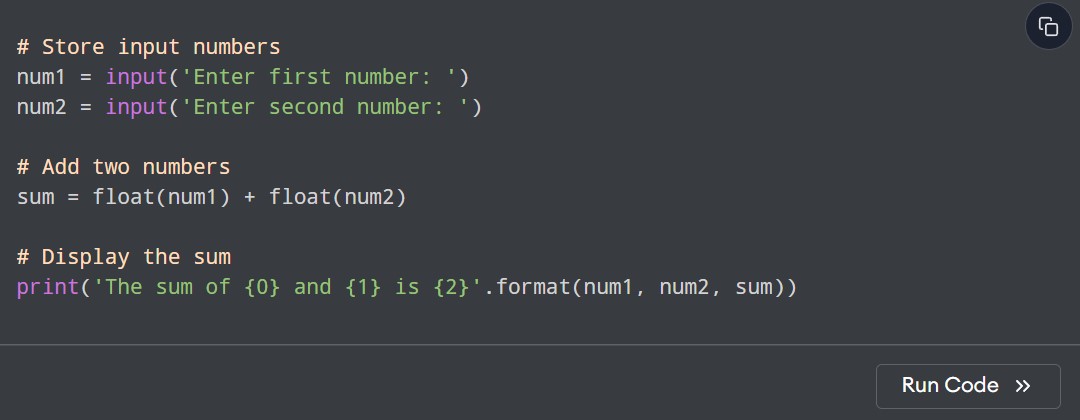 # Store input numbers
num1 = input('Enter first number: ')
num2 = input('Enter second number: ')
# Add two numbers
sum = float(num1) + float(num2)
# Display the sum
print('The sum of {0} and {1} is {2}'.format(num1, num2, sum))
Run Code »